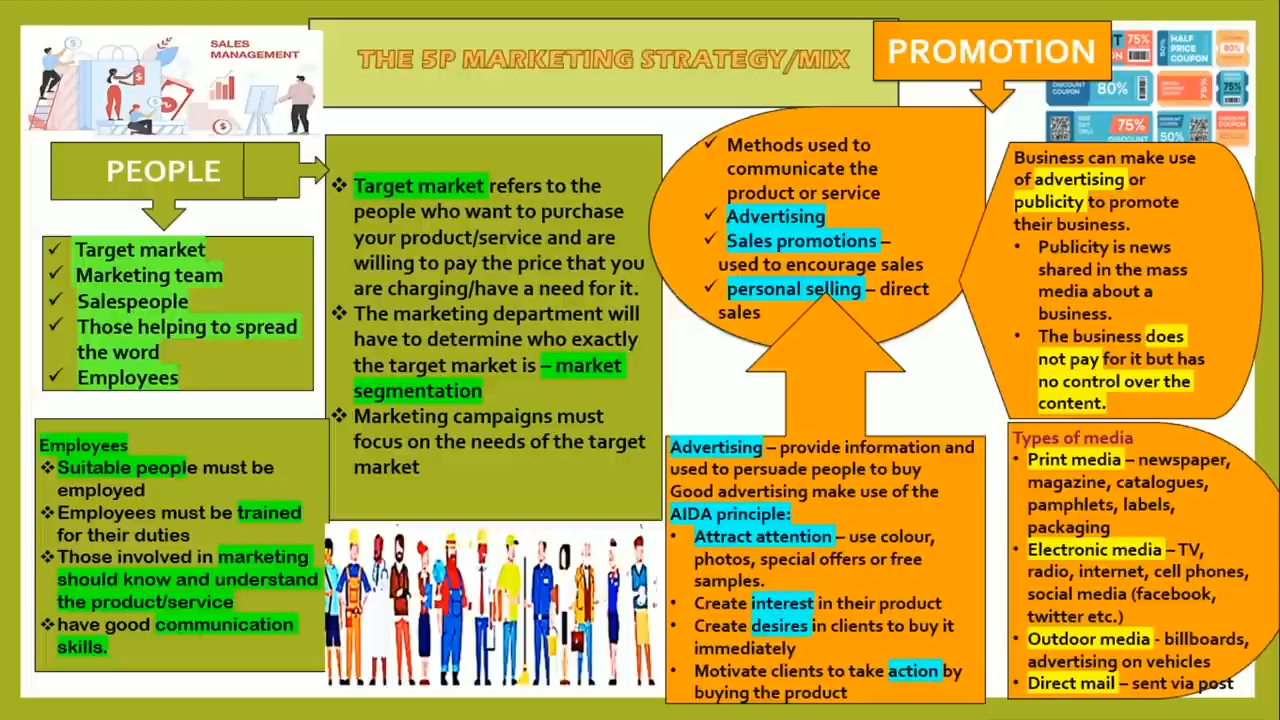 SALES
MANAGEMENT
THE 5P MARKETING STRATEGY/MIX
PROMOTION
75%
HALF
PRICE
COUPON
50%
80%
DISCOUNT
COUPON
80%
75%
75%
75%
50%
PEOPLE
✓ Target market
✓ Marketing team
✓ Salespeople
✓ Those helping to spread
the word
✓ Employees
Employees
❖Suitable people must be
employed
❖Employees must be trained
for their duties
❖Those involved in marketing
should know and understand
the product/service
❖have good communication
skills.
❖ Target market refers to the
people who want to purchase
your product/service and are
willing to pay the price that you
are charging/have a need for it.
❖ The marketing department will
have to determine who exactly
the target market is – market
segmentation
❖ Marketing campaigns must
focus on the needs of the target
market
✓ Methods used to
communicate the
product or service
✓ Advertising
✓ Sales promotions –
used to encourage sales
✓ personal selling – direct
sales
Advertising – provide information and
used to persuade people to buy
Good advertising make use of the
AIDA principle:
• Attract attention – use colour,
photos, special offers or free
samples.
• Create interest in their product
• Create desires in clients to buy it
immediately
• Motivate clients to take action by
buying the product
Business can make use
of advertising or
publicity to promote
their business.
• Publicity is news
shared in the mass
media about a
business.
• The business does
not pay for it but has
no control over the
content.
Types of media
• Print media – newspaper,
magazine, catalogues,
pamphlets, labels,
packaging
• Electronic media – TV,
radio, internet, cell phones,
social media (facebook,
twitter etc.)
• Outdoor media - billboards,
advertising on vehicles
• Direct mail – sent via post